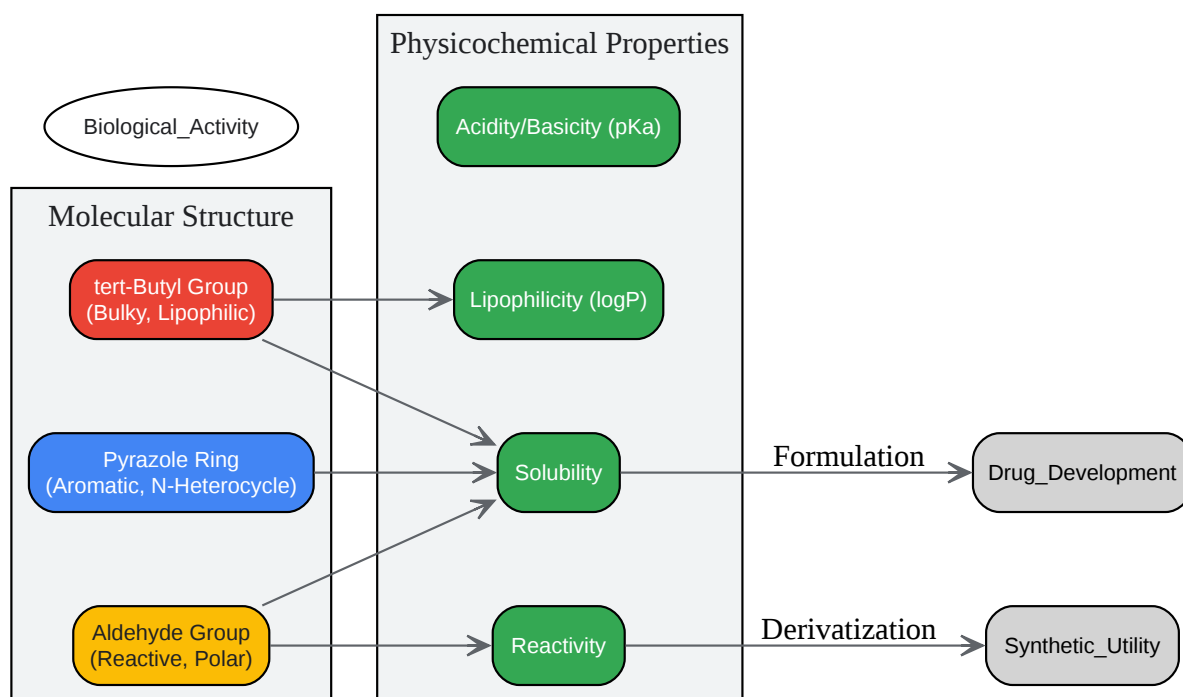 Physicochemical Properties
Biological_Activity
Acidity/Basicity (pKa)
Molecular Structure
tert-Butyl Group
(Bulky, Lipophilic)
Lipophilicity (logP)
Pyrazole Ring
(Aromatic, N-Heterocycle)
Solubility
Formulation
Drug_Development
Aldehyde Group
(Reactive, Polar)
Reactivity
Derivatization
Synthetic_Utility